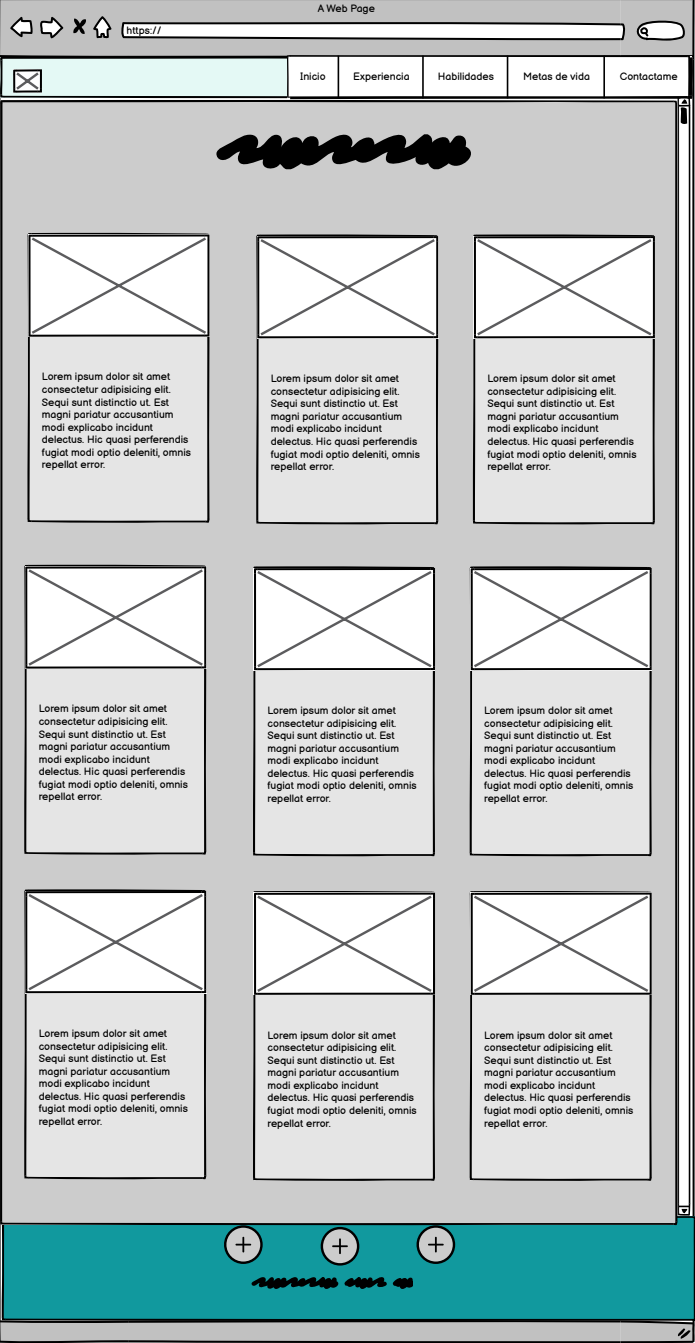 A Web Page
https://
Inicio Experiencia Habilidades Metas de vida Contactame
Lorem ipsum dolor sit amet
consectetur adipisicing elit.
Sequi sunt distinctio ut. Est
magni pariatur accusantium
modi explicabo incidunt
delectus. Hic quasi perferendis
fugiat modi optio deleniti, omnis
repellat error.
Lorem ipsum dolor sit amet
consectetur adipisicing elit.
Sequi sunt distinctio ut. Est
magni pariatur accusantium
modi explicabo incidunt
delectus. Hic quasi perferendis
fugiat modi optio deleniti, omnis
repellat error.
Lorem ipsum dolor sit amet
consectetur adipisicing elit.
Sequi sunt distinctio ut. Est
magni pariatur accusantium
modi explicabo incidunt
delectus. Hic quasi perferendis
fugiat modi optio deleniti, omnis
repellat error.
Lorem ipsum dolor sit amet
consectetur adipisicing elit.
Sequi sunt distinctio ut. Est
magni pariatur accusantium
modi explicabo incidunt
delectus. Hic quasi perferendis
fugiat modi optio deleniti, omnis
repellat error.
Lorem ipsum dolor sit amet
consectetur adipisicing elit.
Sequi sunt distinctio ut. Est
magni pariatur accusantium
modi explicabo incidunt
delectus. Hic quasi perferendis
fugiat modi optio deleniti, omnis
repellat error.
Lorem ipsum dolor sit amet
consectetur adipisicing elit.
Sequi sunt distinctio ut. Est
magni pariatur accusantium
modi explicabo incidunt
delectus. Hic quasi perferendis
fugiat modi optio deleniti, omnis
repellat error.
Lorem ipsum dolor sit amet
consectetur adipisicing elit.
Sequi sunt distinctio ut. Est
magni pariatur accusantium
modi explicabo incidunt
delectus. Hic quasi perferendis
fugiat modi optio deleniti, omnis
repellat error.
Lorem ipsum dolor sit amet
consectetur adipisicing elit.
Sequi sunt distinctio ut. Est
magni pariatur accusantium
modi explicabo incidunt
delectus. Hic quasi perferendis
fugiat modi optio deleniti, omnis
repellat error.
Lorem ipsum dolor sit amet
consectetur adipisicing elit.
Sequi sunt distinctio ut. Est
magni pariatur accusantium
modi explicabo incidunt
delectus. Hic quasi perferendis
fugiat modi optio deleniti, omnis
repellat error.